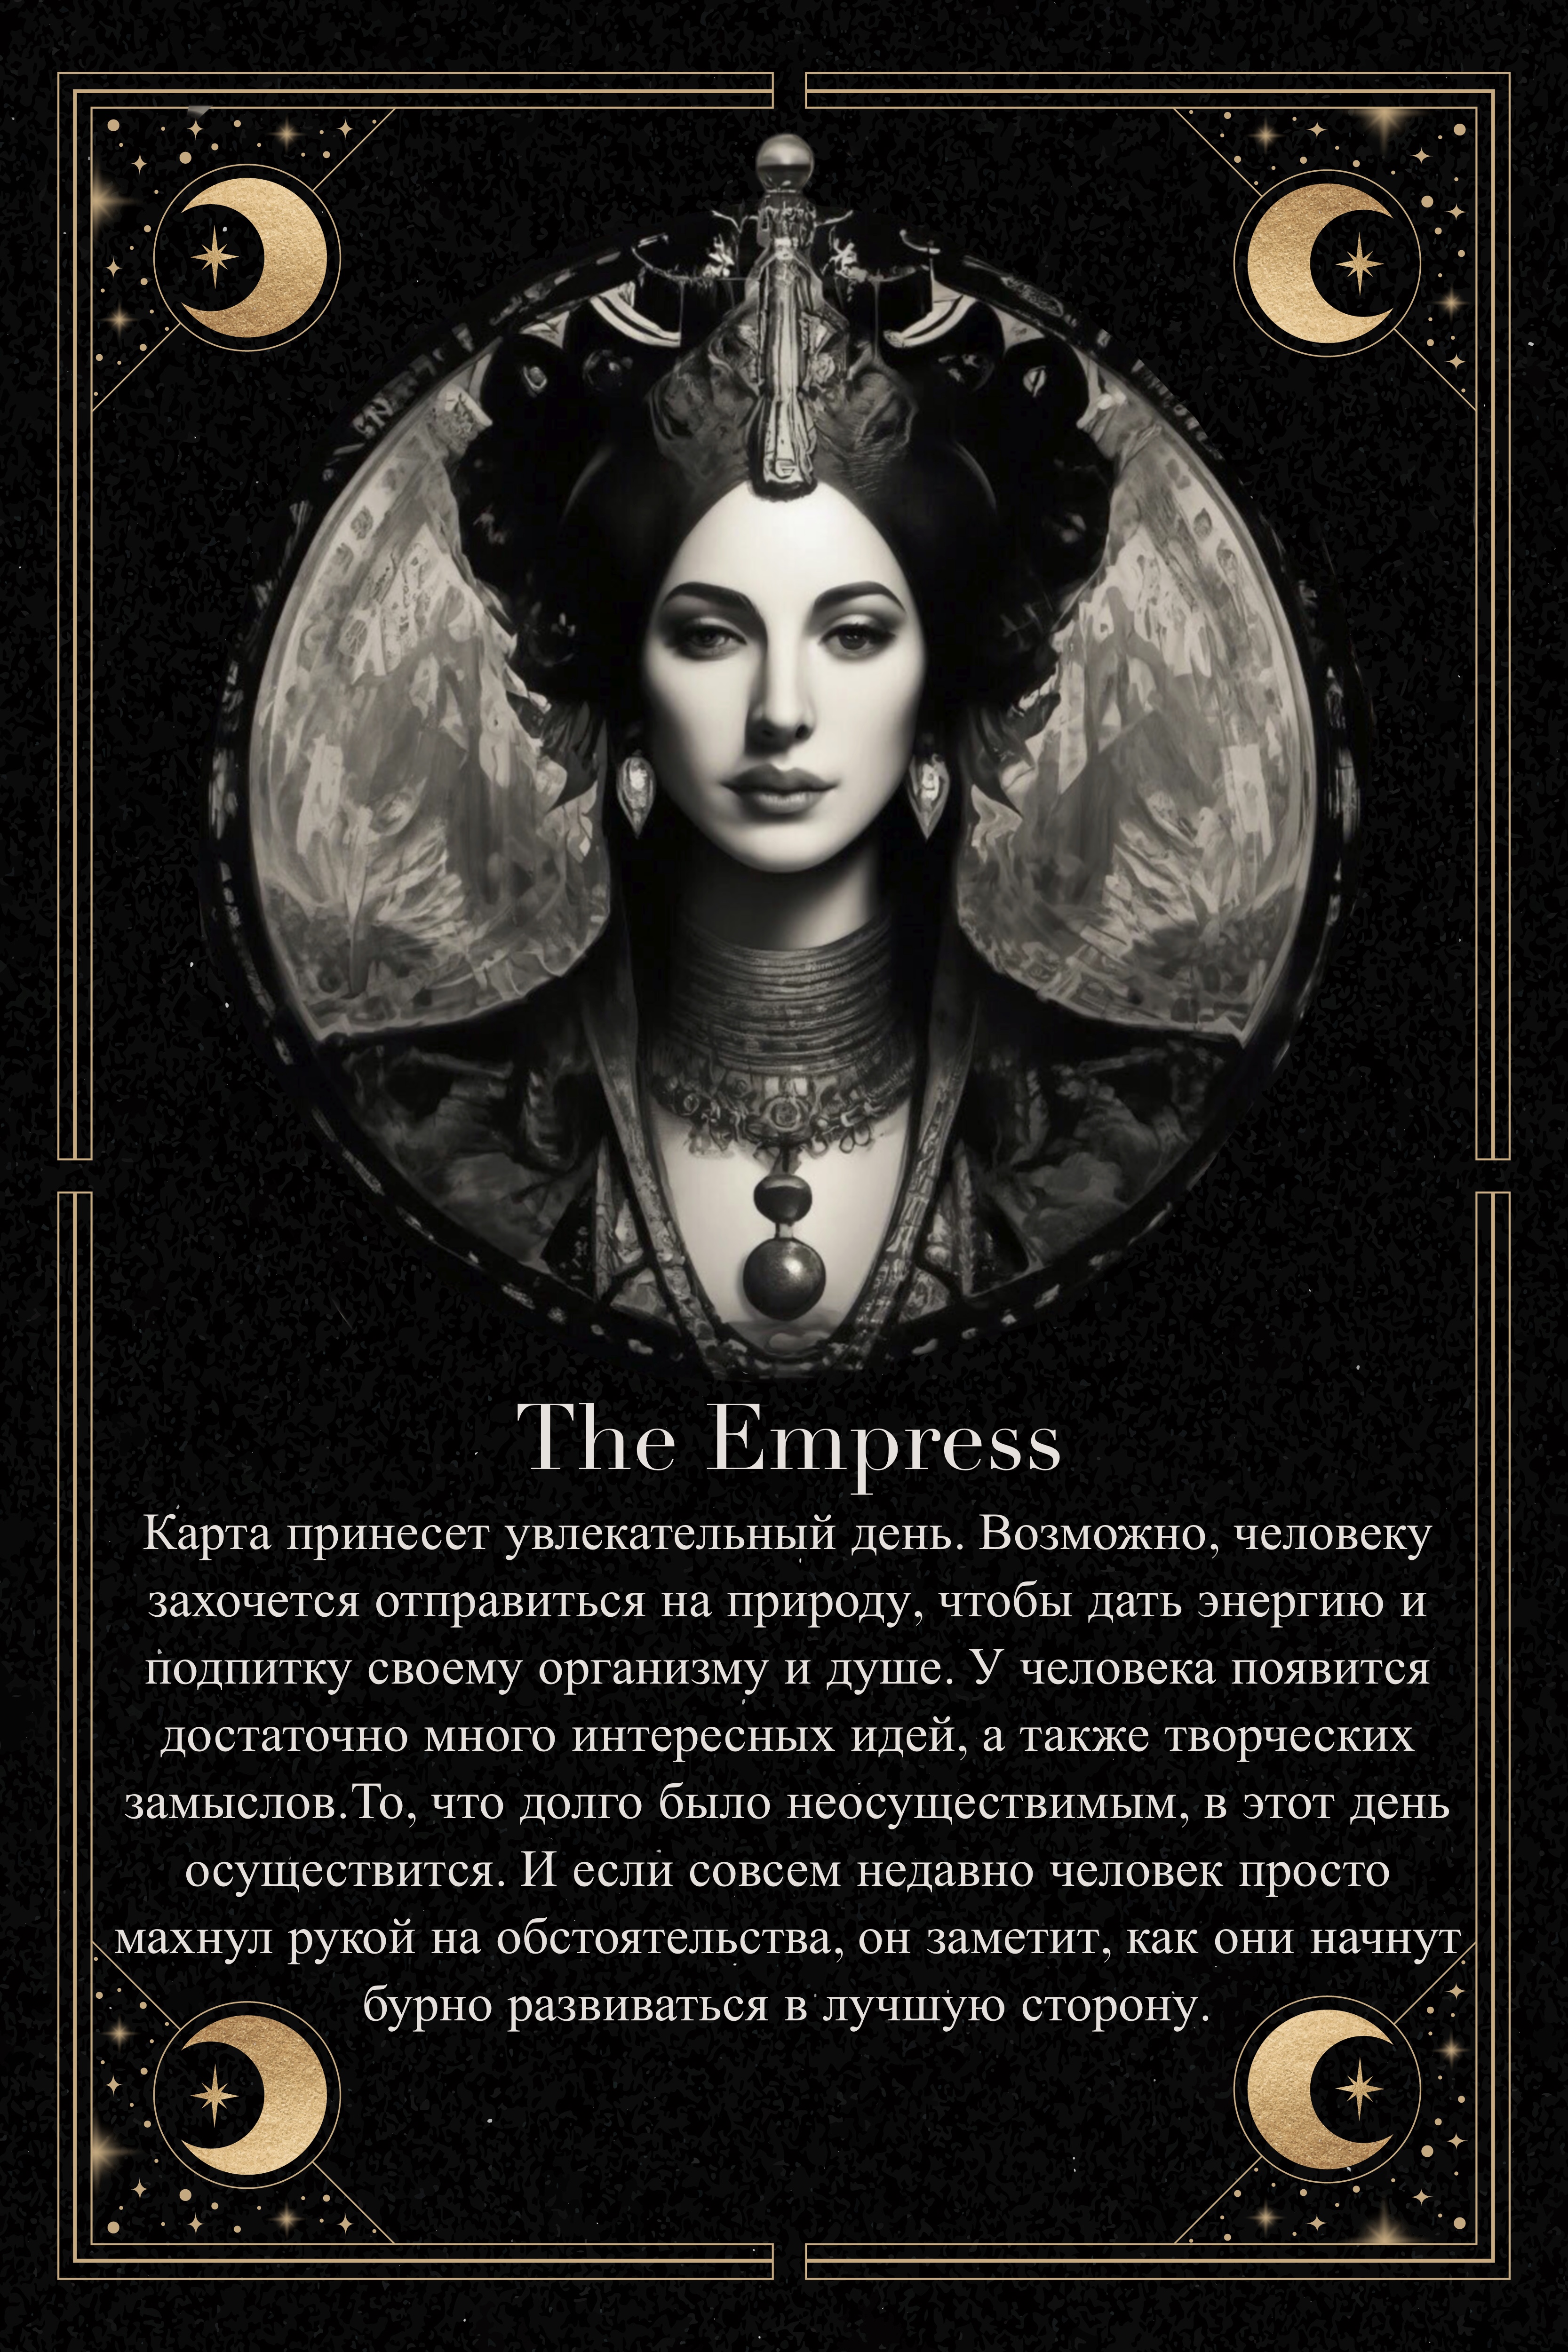 The Empress
Карта принесет увлекательный день. Возможно, человеку
захочется отправиться на природу, чтобы дать энергию и
подпитку своему организму и душе. У человека появится
достаточно много интересных идей, а также творческих
замыслов.То, что долго было неосуществимым, в этот день
осуществится. И если совсем недавно человек просто
махнул рукой на обстоятельства, он заметит, как они начнут
бурно развиваться в лучшую сторону.